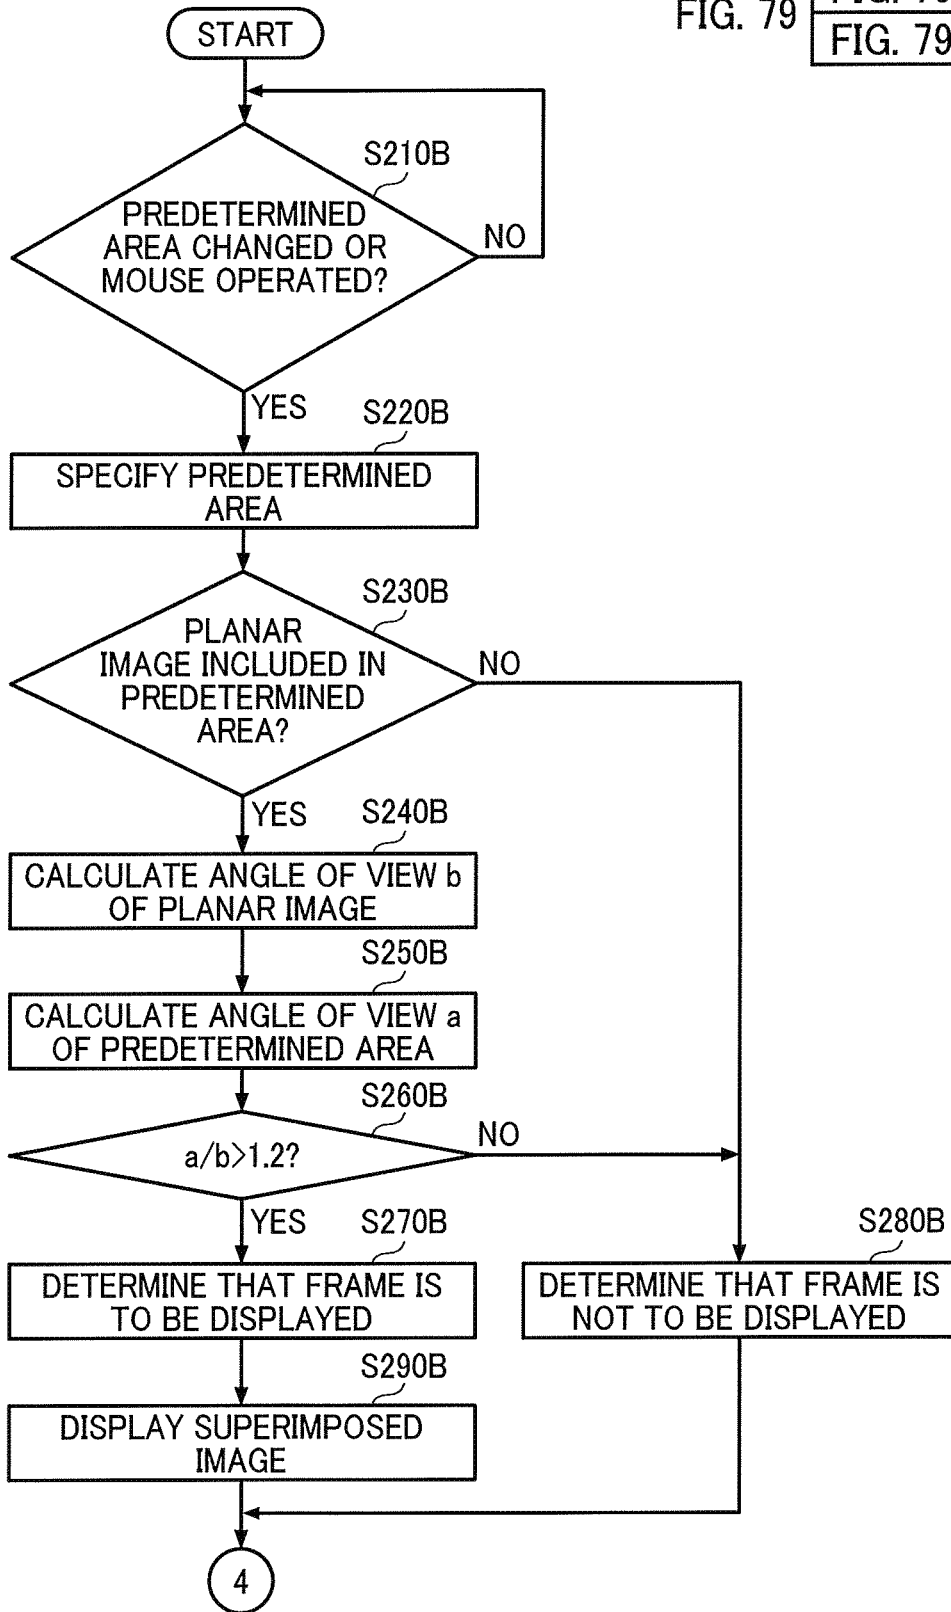 FIG. 79
FIG. 79
START
S210B
PREDETERMINED
AREA CHANGED OR
MOUSE OPERATED?
NO
YES
S220B
SPECIFY PREDETERMINED
AREA
S230B
PLANAR
IMAGE INCLUDED IN
PREDETERMINED
AREA?
NO
YES
S240B
CALCULATE ANGLE OF VIEW b
OF PLANAR IMAGE
S250B
CALCULATE ANGLE OF VIEW a
OF PREDETERMINED AREA
S260B
a/b>1.2?
NO
YES
S270B
DETERMINE THAT FRAME IS
TO BE DISPLAYED
S280B
DETERMINE THAT FRAME IS
NOT TO BE DISPLAYED
S290B
DISPLAY SUPERIMPOSED
IMAGE
4